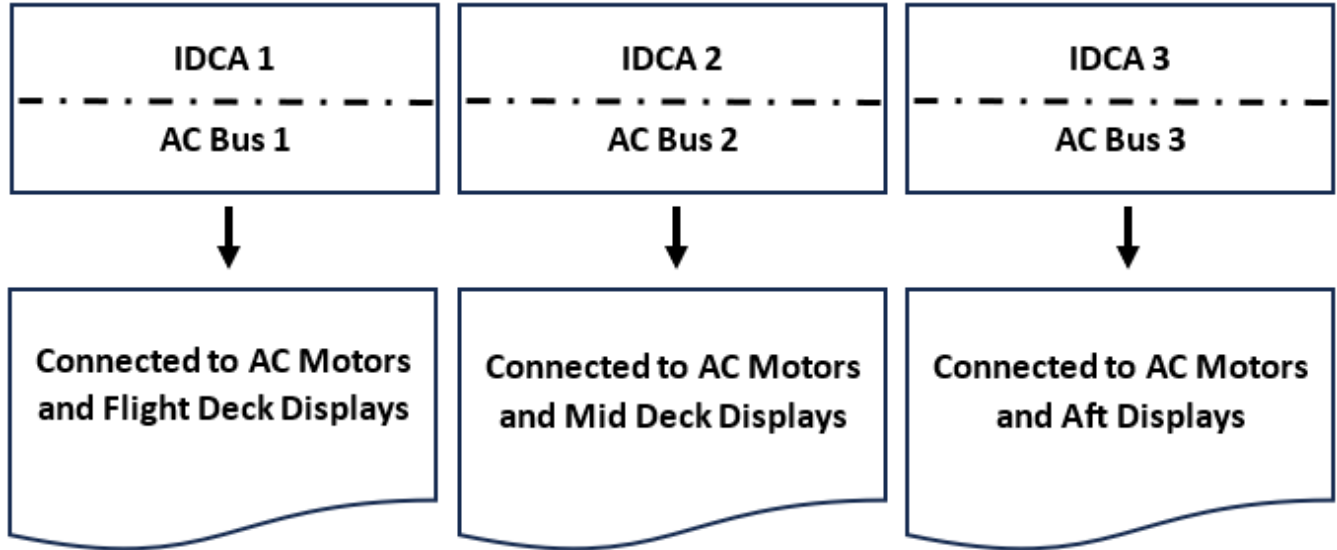 IDCA 1
AC Bus 1
IDCA 2
AC Bus 2
IDCA 3
AC Bus 3
Connected to AC Motors
and Flight Deck Displays
Connected to AC Motors
and Mid Deck Displays
Connected to AC Motors
and Aft Displays